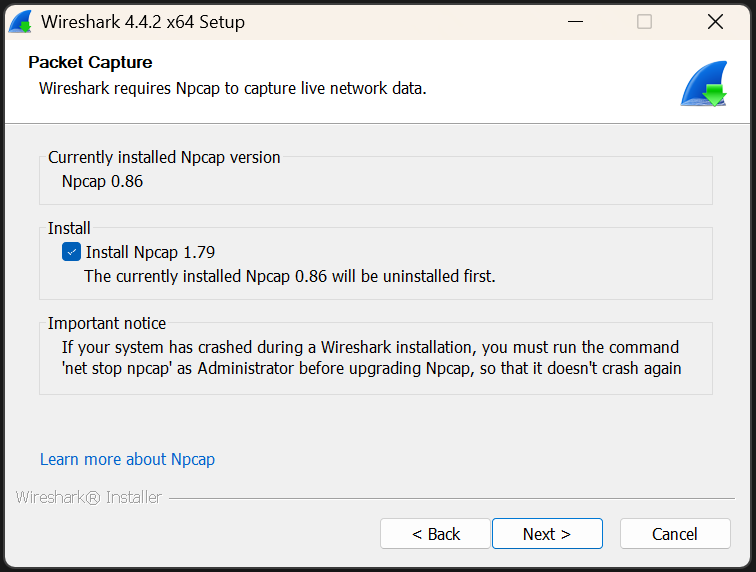 Wireshark 4.4.2 x64 Setup
Packet Capture
Wireshark requires Npcap to capture live network data.
Currently installed Npcap version
Npcap 0.86
Install
Install Npcap 1.79
The currently installed Npcap 0.86 will be uninstalled first.
Important notice
If your system has crashed during a Wireshark installation, you must run the command
'net stop npcap' as Administrator before upgrading Npcap, so that it doesn't crash again
Learn more about Npcap
Wireshark® Installer
< Back
Next >
Cancel